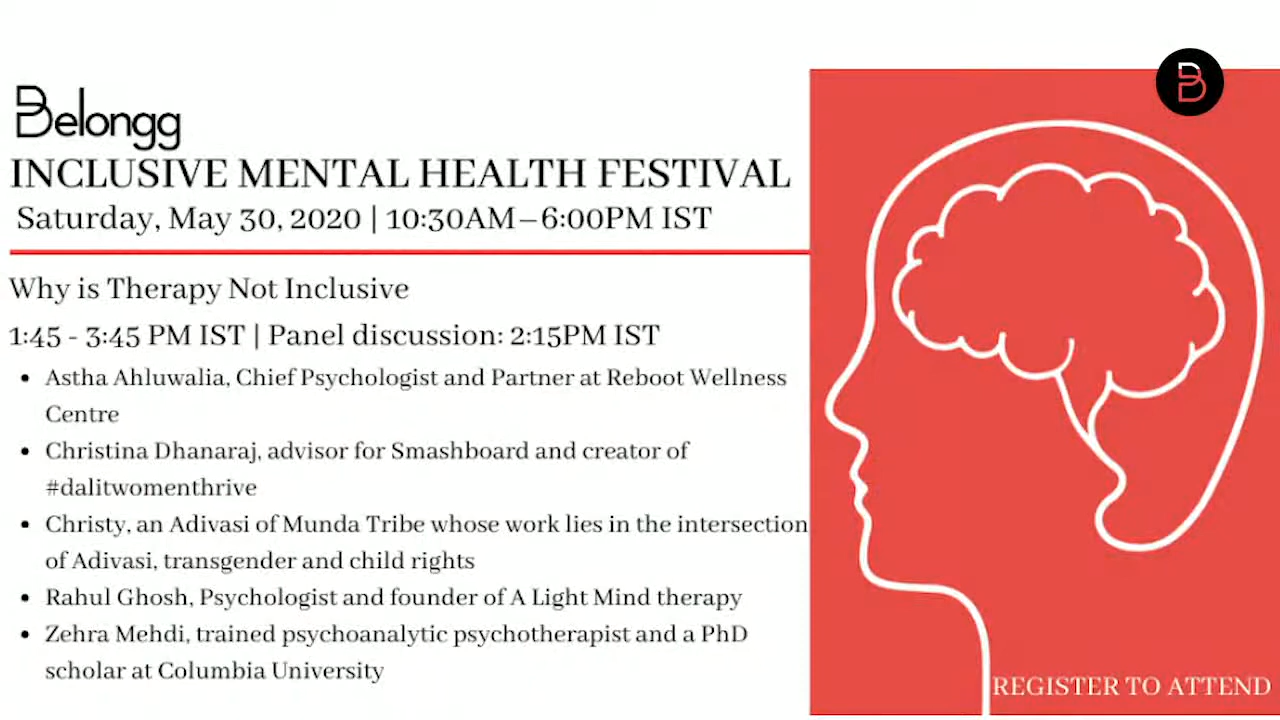 Belongg
INCLUSIVE MENTAL HEALTH FESTIVAL
Saturday, May 30, 2020 | 10:30AM–6:00PM IST
Why is Therapy Not Inclusive
1:45 - 3:45 PM IST | Panel discussion: 2:15PM IST
• Astha Ahluwalia, Chief Psychologist and Partner at Reboot Wellness
Centre
• Christina Dhanaraj, advisor for Smashboard and creator of
#dalitwomenthrive
• Christy, an Adivasi of Munda Tribe whose work lies in the intersection
of Adivasi, transgender and child rights
• Rahul Ghosh, Psychologist and founder of A Light Mind therapy
• Zehra Mehdi, trained psychoanalytic psychotherapist and a PhD
scholar at Columbia University
B
REGISTER TO ATTEND